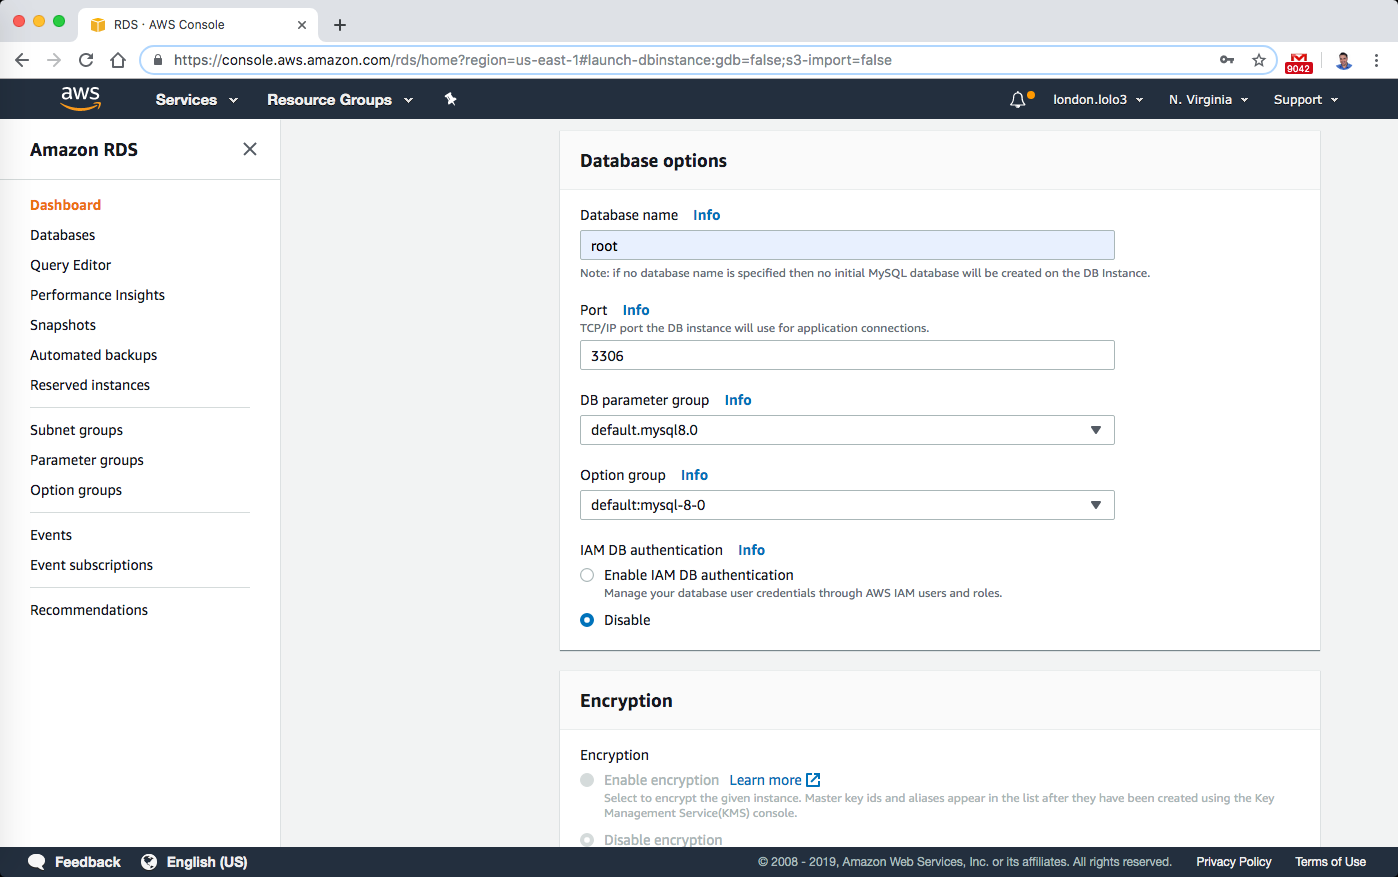 RDS · AWS Console
https://console.aws.amazon.com/rds/home?region=us-east-1#launch-dbinstance:gdb=false;s3-import=false
9042
aws Services Resource Groups london.lolo3 N. Virginia Support
Amazon RDS
Dashboard
Databases
Query Editor
Performance Insights
Snapshots
Automated backups
Reserved instances
Subnet groups
Parameter groups
Option groups
Events
Event subscriptions
Recommendations
Database options
Database name Info
root
Note: if no database name is specified then no initial MySQL database will be created on the DB Instance.
Port Info
TCP/IP port the DB instance will use for application connections.
3306
DB parameter group Info
default.mysql8.0
Option group Info
default:mysql-8-0
IAM DB authentication Info
Enable IAM DB authentication
Manage your database user credentials through AWS IAM users and roles.
Disable
Encryption
Encryption
Enable encryption Learn more
Select to encrypt the given instance. Master key ids and aliases appear in the list after they have been created using the Key
Management Service(KMS) console.
Disable encryption
Feedback English (US) © 2008 - 2019, Amazon Web Services, Inc. or its affiliates. All rights reserved. Privacy Policy Terms of Use